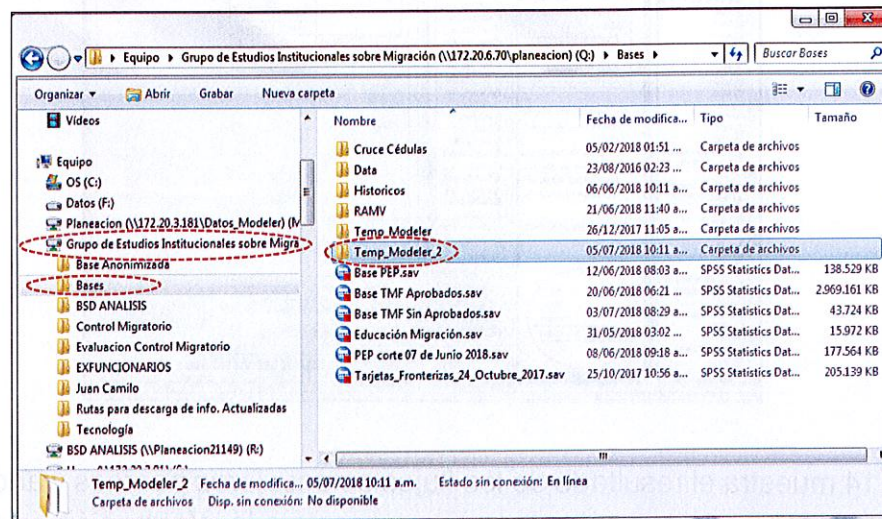 Equipo ▸ Grupo de Estudios Institucionales sobre Migración (\\172.20.6.70\planeacion) (Q:) ▸ Bases ▸
Buscar Bases
Organizar Abrir Grabar Nueva carpeta
Vídeos
Equipo
OS (C:)
Datos (F:)
Planeacion (\\172.20.3.181\Datos_Modeler) (M
Grupo de Estudios Institucionales sobre Migra
Base Anonimizada
Bases
BSD ANALISIS
Control Migratorio
Evaluacion Control Migratorio
EXFUNCIONARIOS
Juan Camilo
Rutas para descarga de info. Actualizadas
Tecnología
BSD ANALISIS (\\Planeacion21149) (R:)
Nombre Fecha de modifica... Tipo Tamaño
Cruce Cédulas 05/02/2018 01:51 ... Carpeta de archivos
Data 23/08/2016 02:23 ... Carpeta de archivos
Historicos 06/06/2018 10:11 a... Carpeta de archivos
RAMV 21/06/2018 11:40 a... Carpeta de archivos
Temp_Modeler 26/12/2017 11:05 a... Carpeta de archivos
Temp_Modeler_2 05/07/2018 10:11 a... Carpeta de archivos
Base PEP.sav 12/06/2018 08:03 a... SPSS Statistics Dat... 138.529 KB
Base TMF Aprobados.sav 20/06/2018 06:21 ... SPSS Statistics Dat... 2.969.161 KB
Base TMF Sin Aprobados.sav 03/07/2018 08:29 a... SPSS Statistics Dat... 43.724 KB
Educación Migración.sav 31/05/2018 03:02 ... SPSS Statistics Dat... 15.972 KB
PEP corte 07 de Junio 2018.sav 08/06/2018 09:18 a... SPSS Statistics Dat... 177.564 KB
Tarjetas_Fronterizas_24_Octubre_2017.sav 25/10/2017 10:56 a... SPSS Statistics Dat... 205.139 KB
Temp_Modeler_2 Fecha de modifica... 05/07/2018 10:11 a.m. Estado sin conexión: En línea
Carpeta de archivos Disp. sin conexión: No disponible